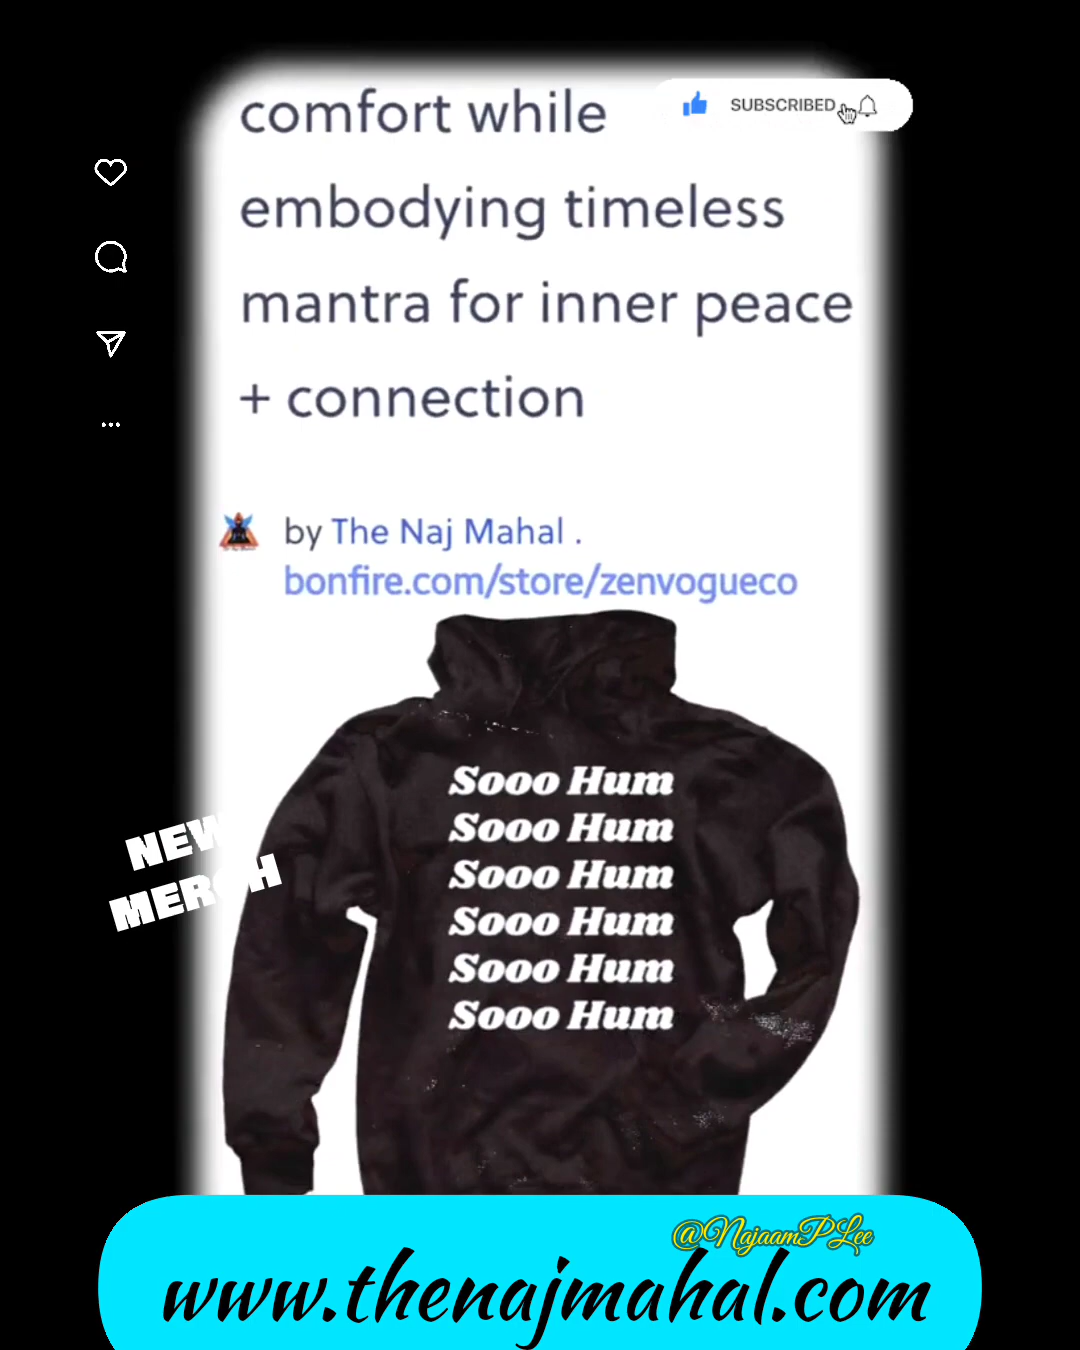 comfort while
SUBSCRIBED
embodying timeless
mantra for inner peace
+ connection
by The Naj Mahal .
bonfire.com/store/zenvogueco
Sooo Hum
Sooo Hum
Sooo Hum
Sooo Hum
Sooo Hum
Sooo Hum
NEW
MERCH
@NajaamPLee
www.thenajmahal.com